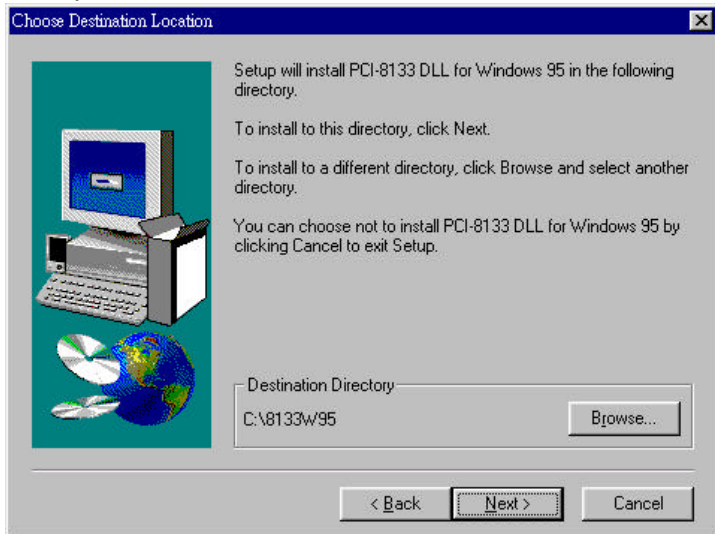 Choose Destination Location
Setup will install PCI-8133 DLL for Windows 95 in the following
directory.
To install to this directory, click Next.
To install to a different directory, click Browse and select another
directory.
You can choose not to install PCI-8133 DLL for Windows 95 by
clicking Cancel to exit Setup.
Destination Directory
C:\8133W95
Browse...
< Back
Next >
Cancel